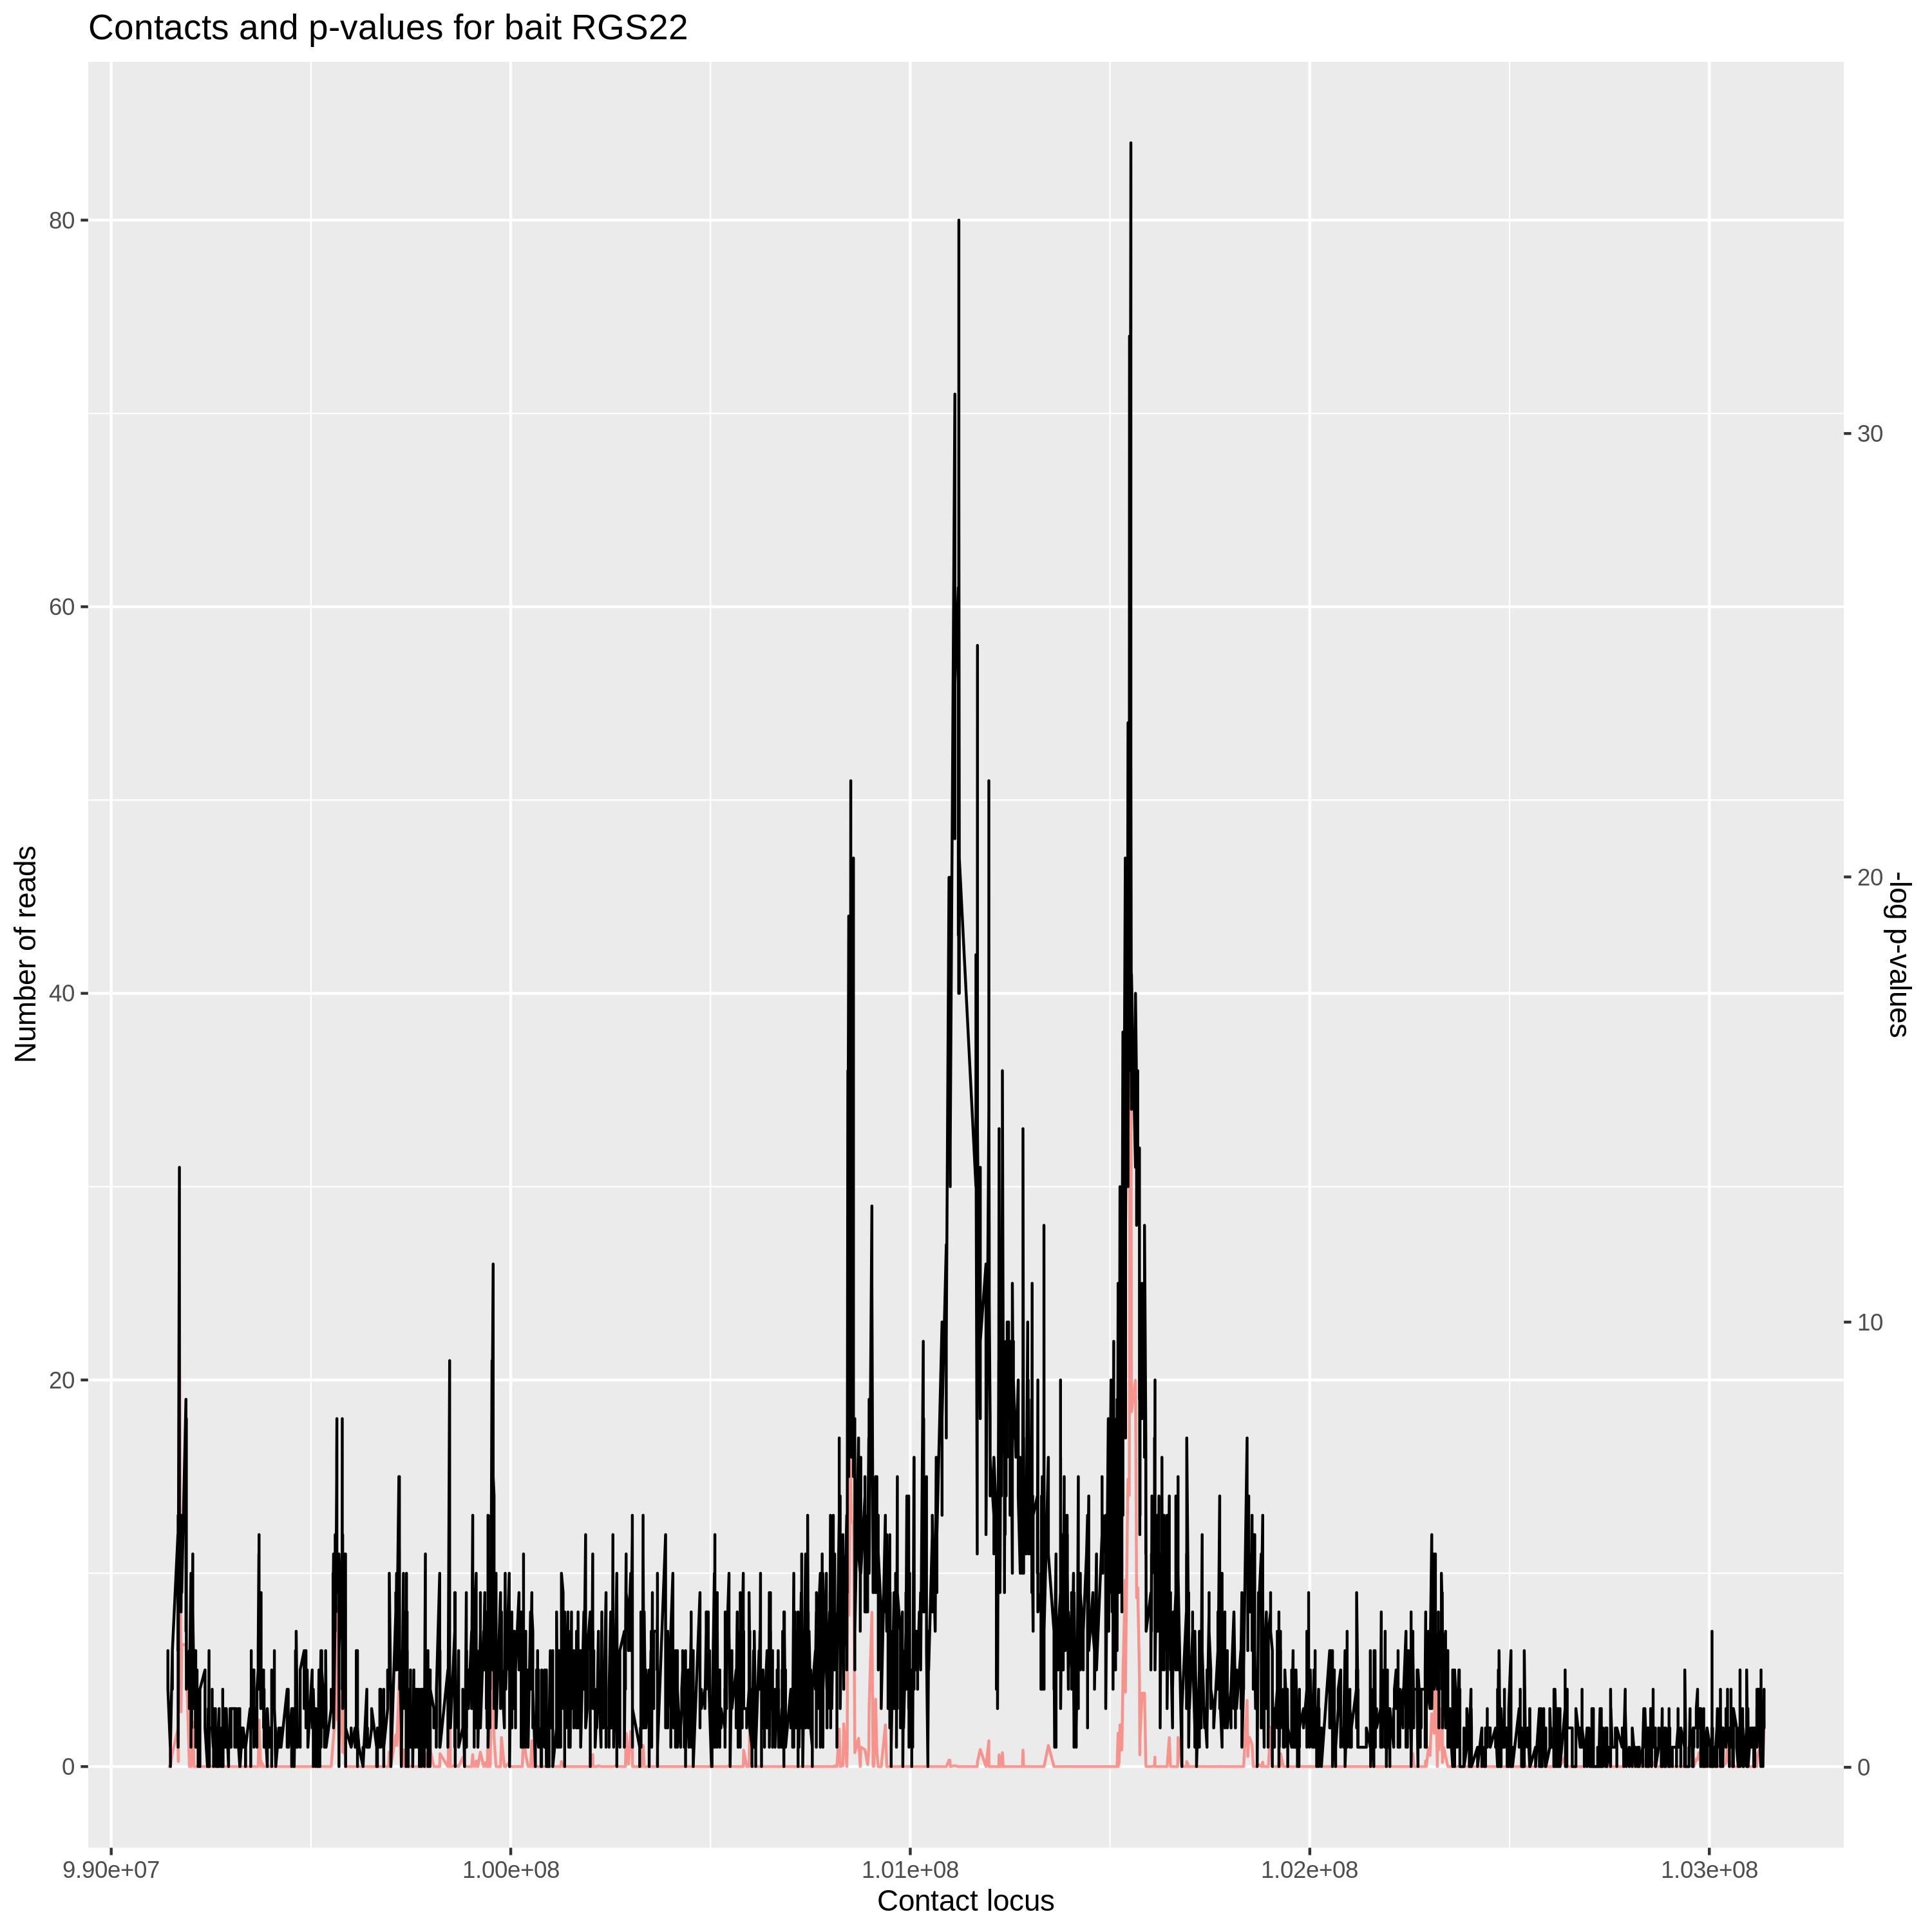 Contacts and p-values for bait RGS22
80
60
40
20
0
Number of reads
30
20
10
0
-log p-values
9.90e+07 1.00e+08 1.01e+08 1.02e+08 1.03e+08
Contact locus